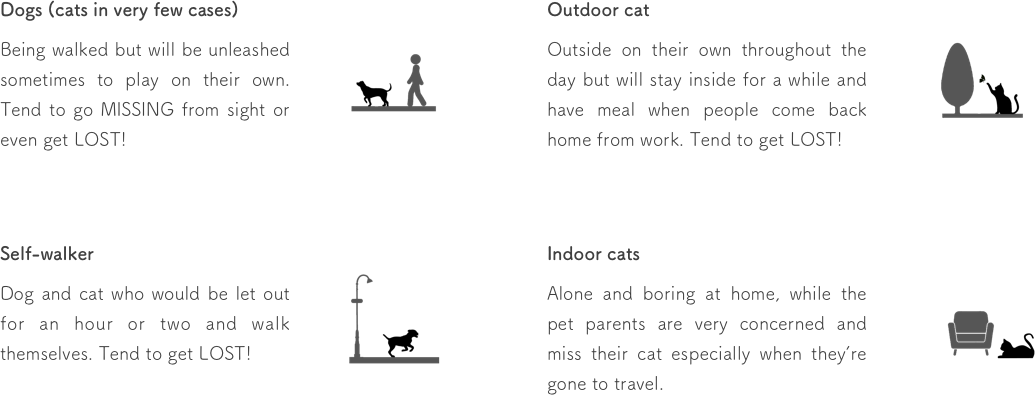 Dogs (cats in very few cases)
Being walked but will be unleashed
sometimes to play on their own.
Tend to go MISSING from sight or
even get LOST!
Outdoor cat
Outside on their own throughout the
day but will stay inside for a while and
have meal when people come back
home from work. Tend to get LOST!
Self-walker
Dog and cat who would be let out
for an hour or two and walk
themselves. Tend to get LOST!
Indoor cats
Alone and boring at home, while the
pet parents are very concerned and
miss their cat especially when they're
gone to travel.